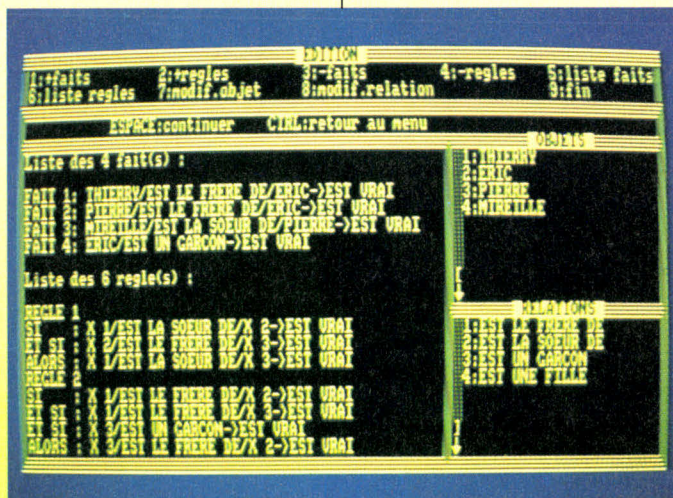 EDITION
1:+faits 2:+regles 3:-faits 4:-regles 5:liste faits
6:liste regles 7:modif.objet 8:modif.relation 9:fin
ESPACE:continuer CTRL:retour au menu
Liste des 4 fait(s) :
FAIT 1: THIERRY/EST LE FRERE DE/ERIC->EST VRAI
FAIT 2: PIERRE/EST LE FRERE DE/ERIC->EST VRAI
FAIT 3: MIREILLE/EST LA SOEUR DE/PIERRE->EST VRAI
FAIT 4: ERIC/EST UN GARCON->EST VRAI
Liste des 6 regle(s) :
REGLE 1
SI : X 1/EST LA SOEUR DE/X 2->EST VRAI
ET SI : X 2/EST LE FRERE DE/X 3->EST VRAI
ALORS : X 1/EST LA SOEUR DE/X 3->EST VRAI
REGLE 2
SI : X 1/EST LE FRERE DE/X 2->EST VRAI
ET SI : X 1/EST LE FRERE DE/X 3->EST VRAI
ET SI : X 3/EST UN GARCON->EST VRAI
ALORS : X 3/EST LE FRERE DE/X 2->EST VRAI
OBJETS
1:THIERRY
2:ERIC
3:PIERRE
4:MIREILLE
RELATIONS
1:EST LE FRERE DE
2:EST LA SOEUR DE
3:EST UN GARCON
4:EST UNE FILLE